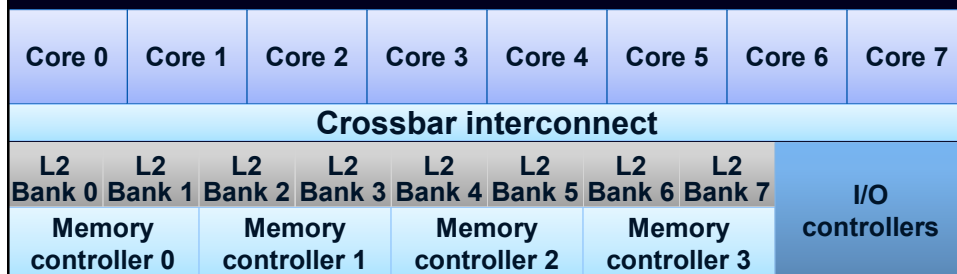 Core 0 Core 1 Core 2 Core 3 Core 4 Core 5 Core 6 Core 7
Crossbar interconnect
L2 L2 L2 L2 L2 L2 L2 L2
Bank 0 Bank 1 Bank 2 Bank 3 Bank 4 Bank 5 Bank 6 Bank 7
I/O
controllers
Memory Memory Memory Memory
controller 0 controller 1 controller 2 controller 3